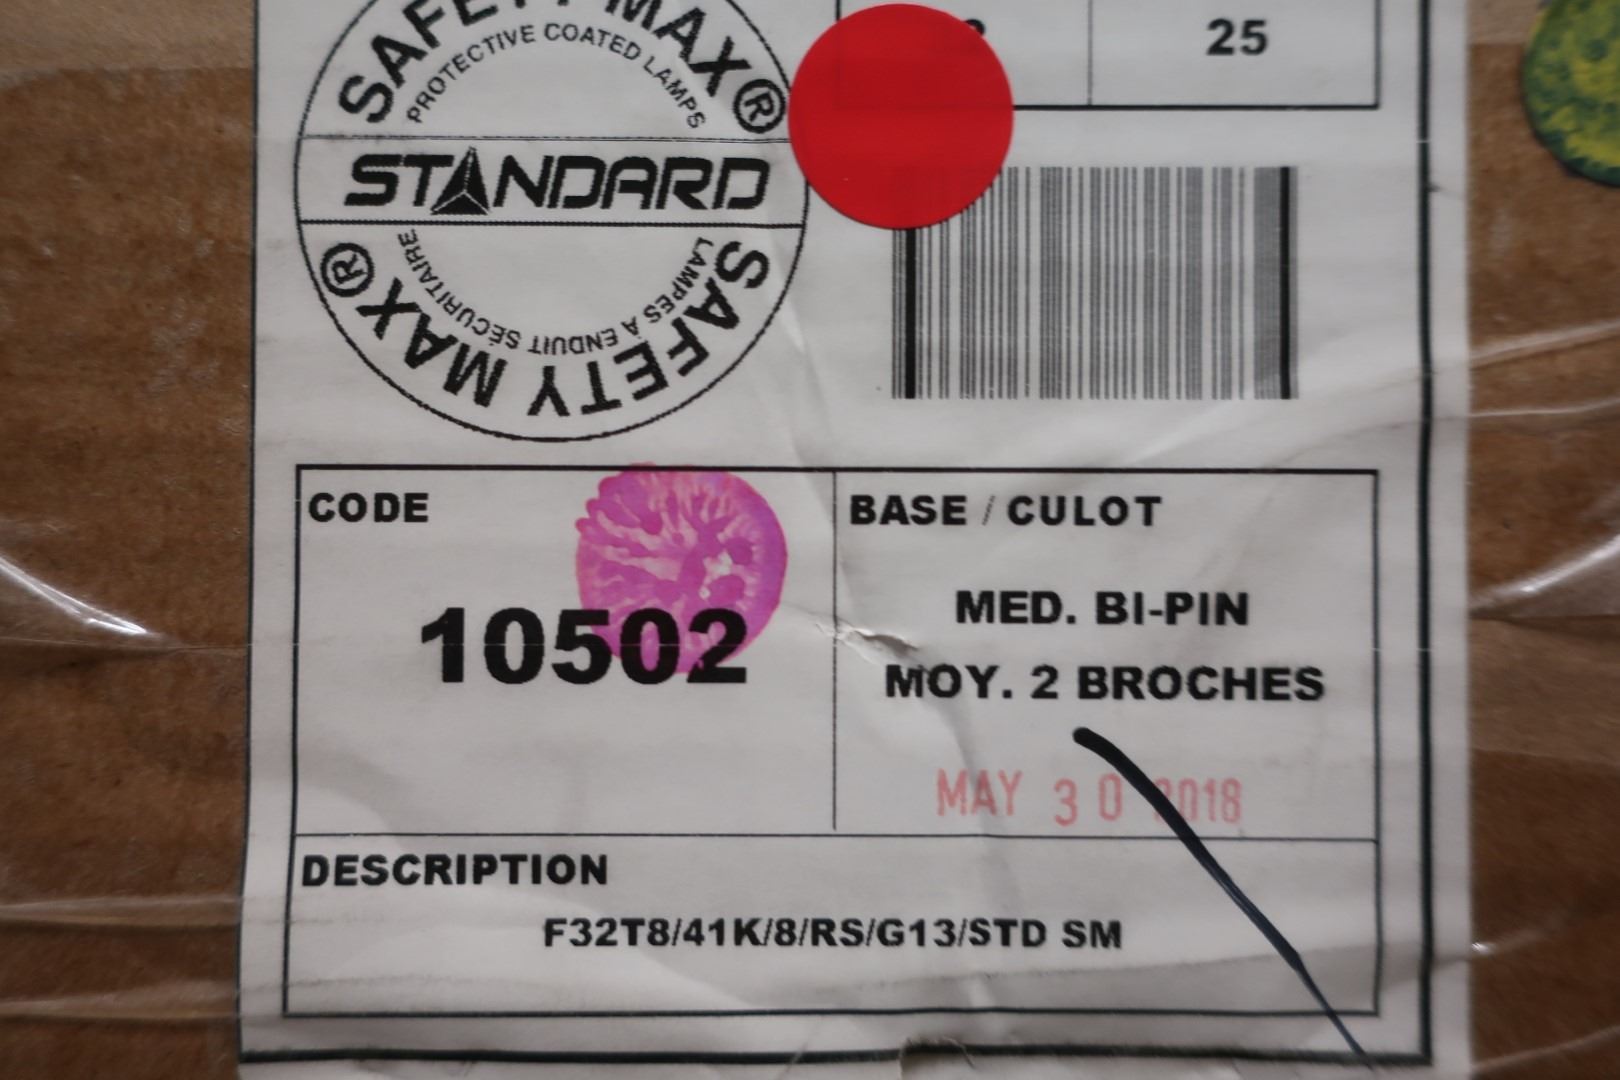 SAFETY MAX®
PROTECTIVE COATED LAMPS
25
STANDARD
LAMPES À ENDUIT SÉCURITAIRE
SAFETY MAX®
CODE
10502
BASE / CULOT
MED. BI-PIN
MOY. 2 BROCHES
MAY 30 2018
DESCRIPTION
F32T8/41K/8/RS/G13/STD SM